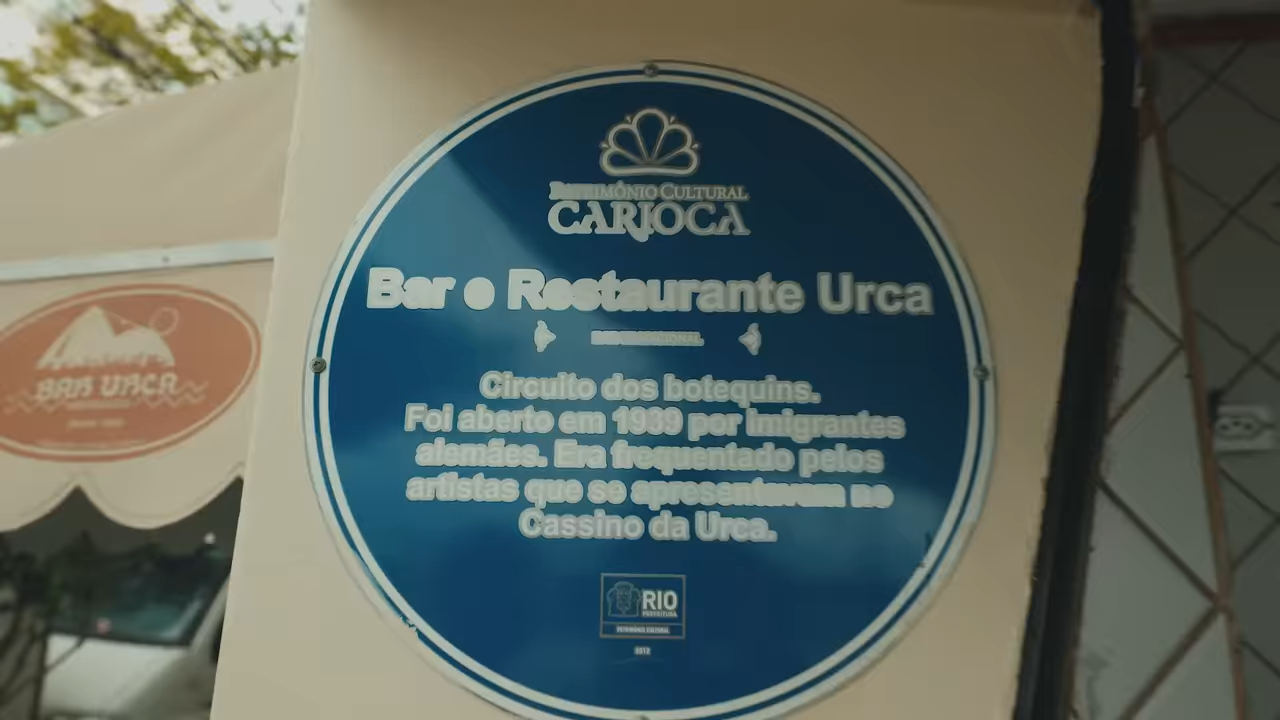 PATRIMÔNIO CULTURAL
CARIOCA
Bar e Restaurante Urca
Circuito dos botequins.
Foi aberto em 1939 por imigrantes
alemães. Era frequentado pelos
artistas que se apresentavam no
Cassino da Urca.
RIO
PREFEITURA
PATRIMÔNIO CULTURAL
2012
BAR URCA